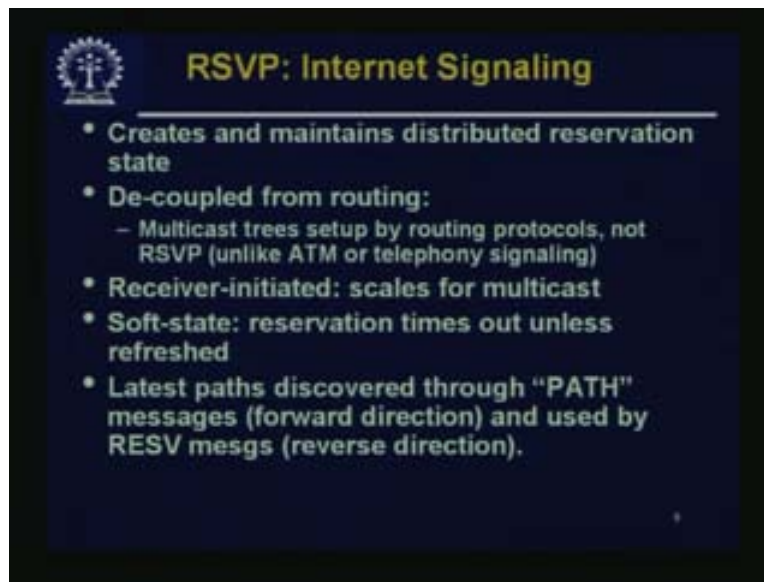 RSVP: Internet Signaling
• Creates and maintains distributed reservation
state
• De-coupled from routing:
– Multicast trees setup by routing protocols, not
RSVP (unlike ATM or telephony signaling)
• Receiver-initiated: scales for multicast
• Soft-state: reservation times out unless
refreshed
• Latest paths discovered through “PATH”
messages (forward direction) and used by
RESV mesgs (reverse direction).